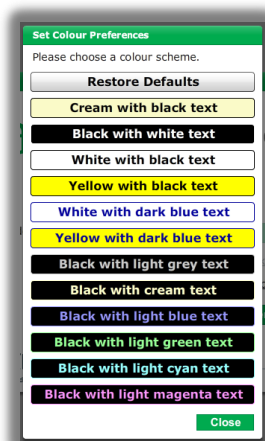 Set Colour Preferences
Please choose a colour scheme.
Restore Defaults
Cream with black text
Black with white text
White with black text
Yellow with black text
White with dark blue text
Yellow with dark blue text
Black with light grey text
Black with cream text
Black with light blue text
Black with light green text
Black with light cyan text
Black with light magenta text
Close